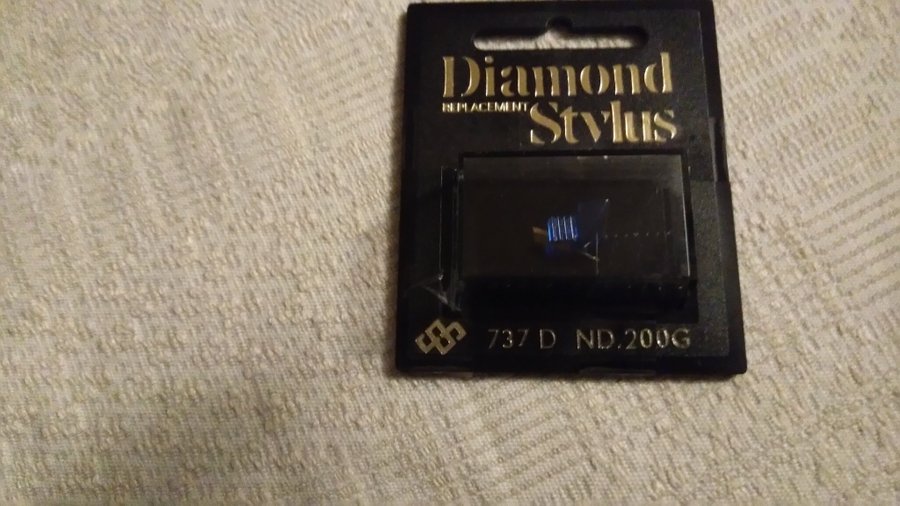 Diamond
REPLACEMENT
Stylus
737 D ND.200G